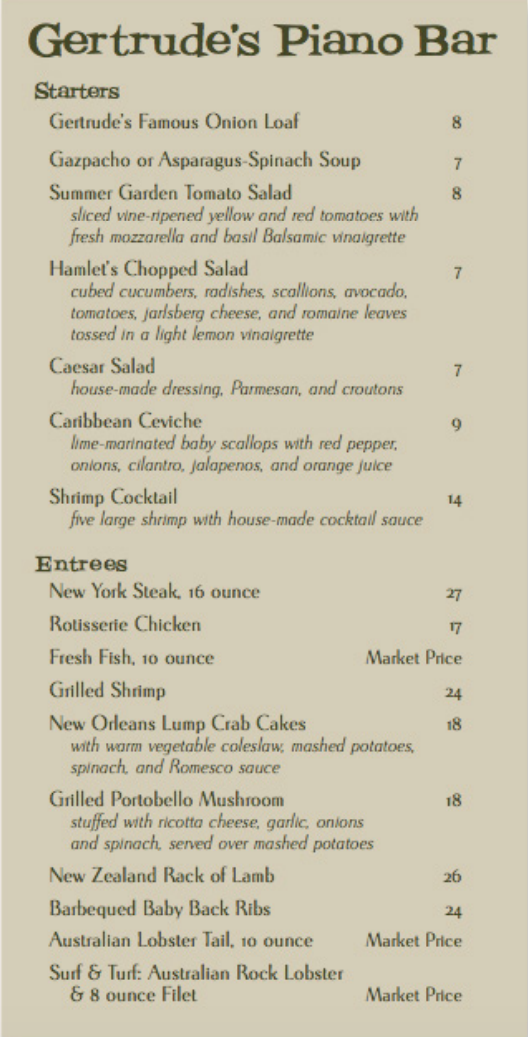 Gertrude's Piano Bar
Starters
Gertrude's Famous Onion Loaf 8
Gazpacho or Asparagus-Spinach Soup 7
Summer Garden Tomato Salad 8
sliced vine-ripened yellow and red tomatoes with
fresh mozzarella and basil Balsamic vinaigrette
Hamlet's Chopped Salad 7
cubed cucumbers, radishes, scallions, avocado,
tomatoes, jarlsberg cheese, and romaine leaves
tossed in a light lemon vinaigrette
Caesar Salad 7
house-made dressing, Parmesan, and croutons
Caribbean Ceviche 9
lime-marinated baby scallops with red pepper,
onions, cilantro, jalapenos, and orange juice
Shrimp Cocktail 14
five large shrimp with house-made cocktail sauce
Entrees
New York Steak, 16 ounce 27
Rotisserie Chicken 17
Fresh Fish, 10 ounce Market Price
Grilled Shrimp 24
New Orleans Lump Crab Cakes 18
with warm vegetable coleslaw, mashed potatoes,
spinach, and Romesco sauce
Grilled Portobello Mushroom 18
stuffed with ricotta cheese, garlic, onions
and spinach, served over mashed potatoes
New Zealand Rack of Lamb 26
Barbequed Baby Back Ribs 24
Australian Lobster Tail, 10 ounce Market Price
Surf & Turf: Australian Rock Lobster
& 8 ounce Filet Market Price